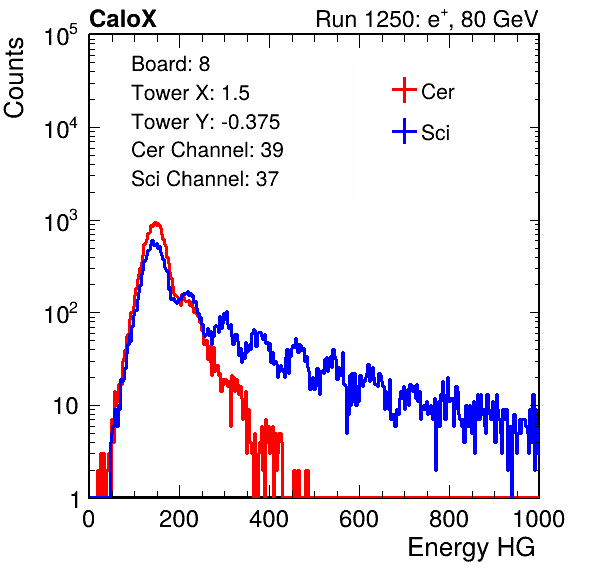 CaloX
Run 1250: e⁺, 80 GeV
Board: 8
Tower X: 1.5
Tower Y: -0.375
Cer Channel: 39
Sci Channel: 37
Cer
Sci
Counts
10⁵
10⁴
10³
10²
10
1
0 200 400 600 800 1000
Energy HG